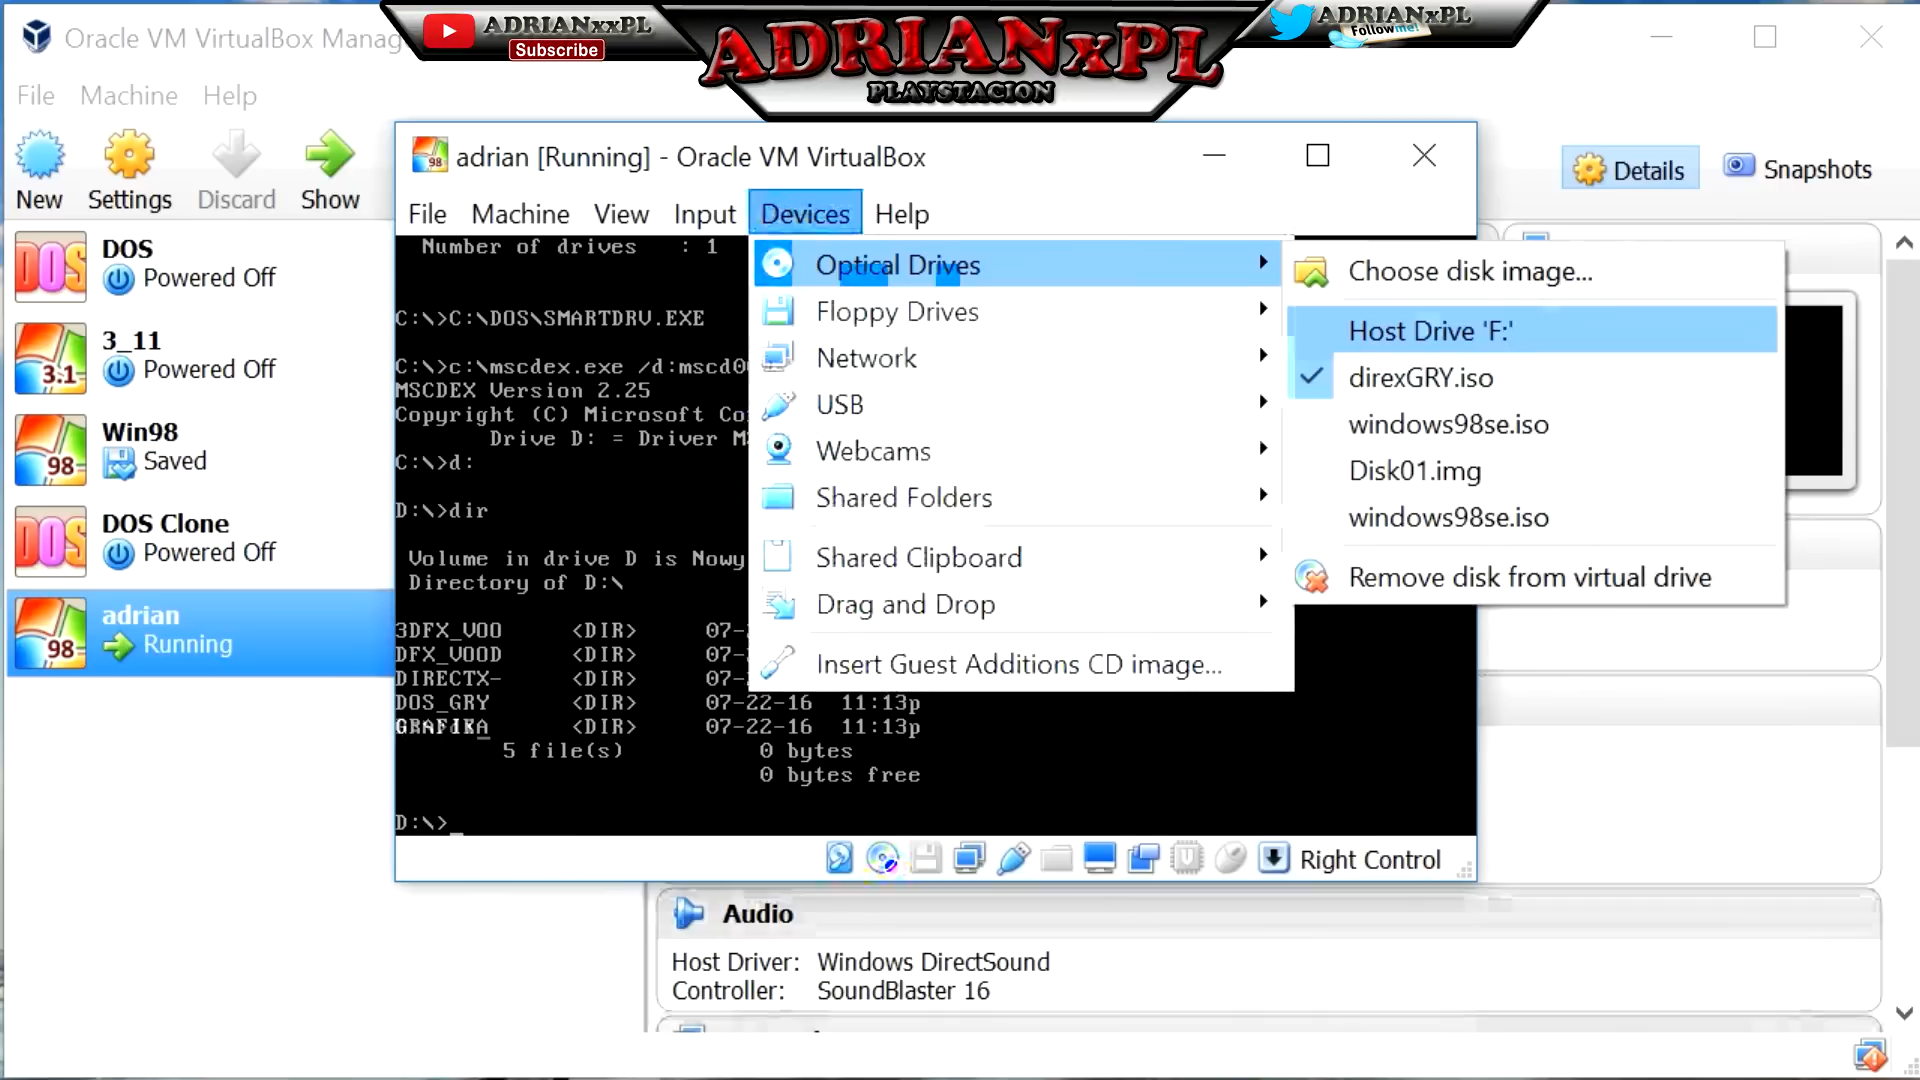 Oracle VM VirtualBox Manag
ADRIANxxPL
Subscribe
ADRIANxPL
PLAYSTACION
ADRIANxPL
Follow me!
File Machine Help
New Settings Discard Show
Details Snapshots
DOS
Powered Off
3_11
3.1
Powered Off
Win98
98
Saved
DOS Clone
Powered Off
adrian
98
Running
adrian [Running] - Oracle VM VirtualBox
File Machine View Input Devices Help
Number of drives : 1
C:\>C:\DOS\SMARTDRV.EXE
C:\>c:\mscdex.exe /d:mscd0
MSCDEX Version 2.25
Copyright (C) Microsoft Co
Drive D: = Driver M
C:\>d:
D:\>dir
Volume in drive D is Nowy
Directory of D:\
3DFX_VOO <DIR> 07-
DFX_VOOD <DIR> 07-
DIRECTX- <DIR> 07-
DOS_GRY <DIR> 07-22-16 11:13p
GRAFIKA <DIR> 07-22-16 11:13p
5 file(s) 0 bytes
0 bytes free
D:\>_
Optical Drives
Floppy Drives
Network
USB
Webcams
Shared Folders
Shared Clipboard
Drag and Drop
Insert Guest Additions CD image...
Choose disk image...
Host Drive 'F:'
direxGRY.iso
windows98se.iso
Disk01.img
windows98se.iso
Remove disk from virtual drive
Right Control
Audio
Host Driver: Windows DirectSound
Controller: SoundBlaster 16